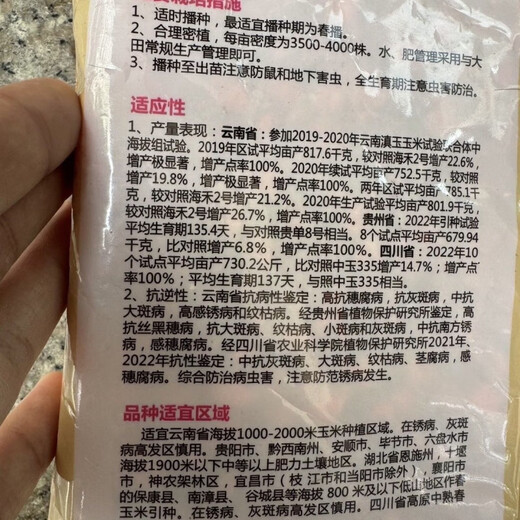 栽培措施
1、适时播种，最适宜播种期为春播。
2、合理密植，每亩密度为3500-4000株。水、肥管理采用与大
田常规生产管理即可。
3、播种至出苗注意防鼠和地下害虫，全生育期注意虫害防治。
适应性
1、产量表现：云南省：参加2019-2020年云南滇玉玉米试验联合体中
海拔组试验。2019年区试平均亩产817.6千克，较对照海禾2号增产22.6%，
增产极显著，增产点率100%。2020年续试平均亩产752.5千克，较对照
增产19.8%，增产极显著，增产点率100%。两年区试平均亩产785.1千
克，较对照海禾2号增产21.2%。2020年生产试验平均亩产801.9千克，
较对照海禾2号增产26.7%，增产点率100%。贵州省：2022年引种试验
平均生育期135.4天，与对照贵单8号相当。8个试点平均亩产679.94
千克，比对照增产6.8%，增产点率100%。四川省：2022年10
个试点平均亩产730.2公斤，比对照中玉335增产14.7%；增产点率
100%；平均生育期137天，与照中玉335相当。
2、抗逆性：云南省抗病性鉴定：高抗穗腐病，抗灰斑病，中抗
大斑病，高感锈病和纹枯病。经贵州省植物保护研究所鉴定，高
抗丝黑穗病，抗大斑病、纹枯病、小斑病和灰斑病，中抗南方锈
病，感穗腐病。经四川省农业科学院植物保护研究所2021年、
2022年抗性鉴定：中抗灰斑病、大斑病、纹枯病、茎腐病，感
穗腐病。综合防治病虫害，注意防范锈病发生。
品种适宜区域
适宜云南省海拔1000-2000米玉米种植区域。在锈病、灰斑
病高发区慎用。贵阳市、黔西南州、安顺市、毕节市、六盘水市
海拔1900米以下中等以上肥力土壤地区。湖北省恩施州，十堰
市，神农架林区，宜昌市（枝 江市和当阳市除外），襄阳市
的保康县、南漳县、谷城县等海拔 800 米及以下低山地区作春
玉米引种。在锈病、灰斑病高发区慎用。四川省高原中熟春